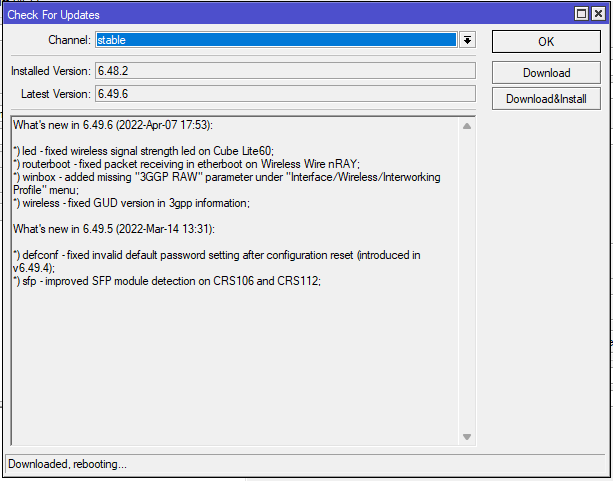 Check For Updates
Channel: stable
OK
Installed Version: 6.48.2
Download
Latest Version: 6.49.6
Download&Install
What's new in 6.49.6 (2022-Apr-07 17:53):
*) led - fixed wireless signal strength led on Cube Lite60;
*) routerboot - fixed packet receiving in etherboot on Wireless Wire nRAY;
*) winbox - added missing "3GGP RAW" parameter under "Interface/Wireless/Interworking
Profile" menu;
*) wireless - fixed GUD version in 3gpp infomation;
What's new in 6.49.5 (2022-Mar-14 13:31):
*) defconf - fixed invalid default password setting after configuration reset (introduced in
v6.49.4);
*) sfp - improved SFP module detection on CRS106 and CRS112;
Downloaded, rebooting...